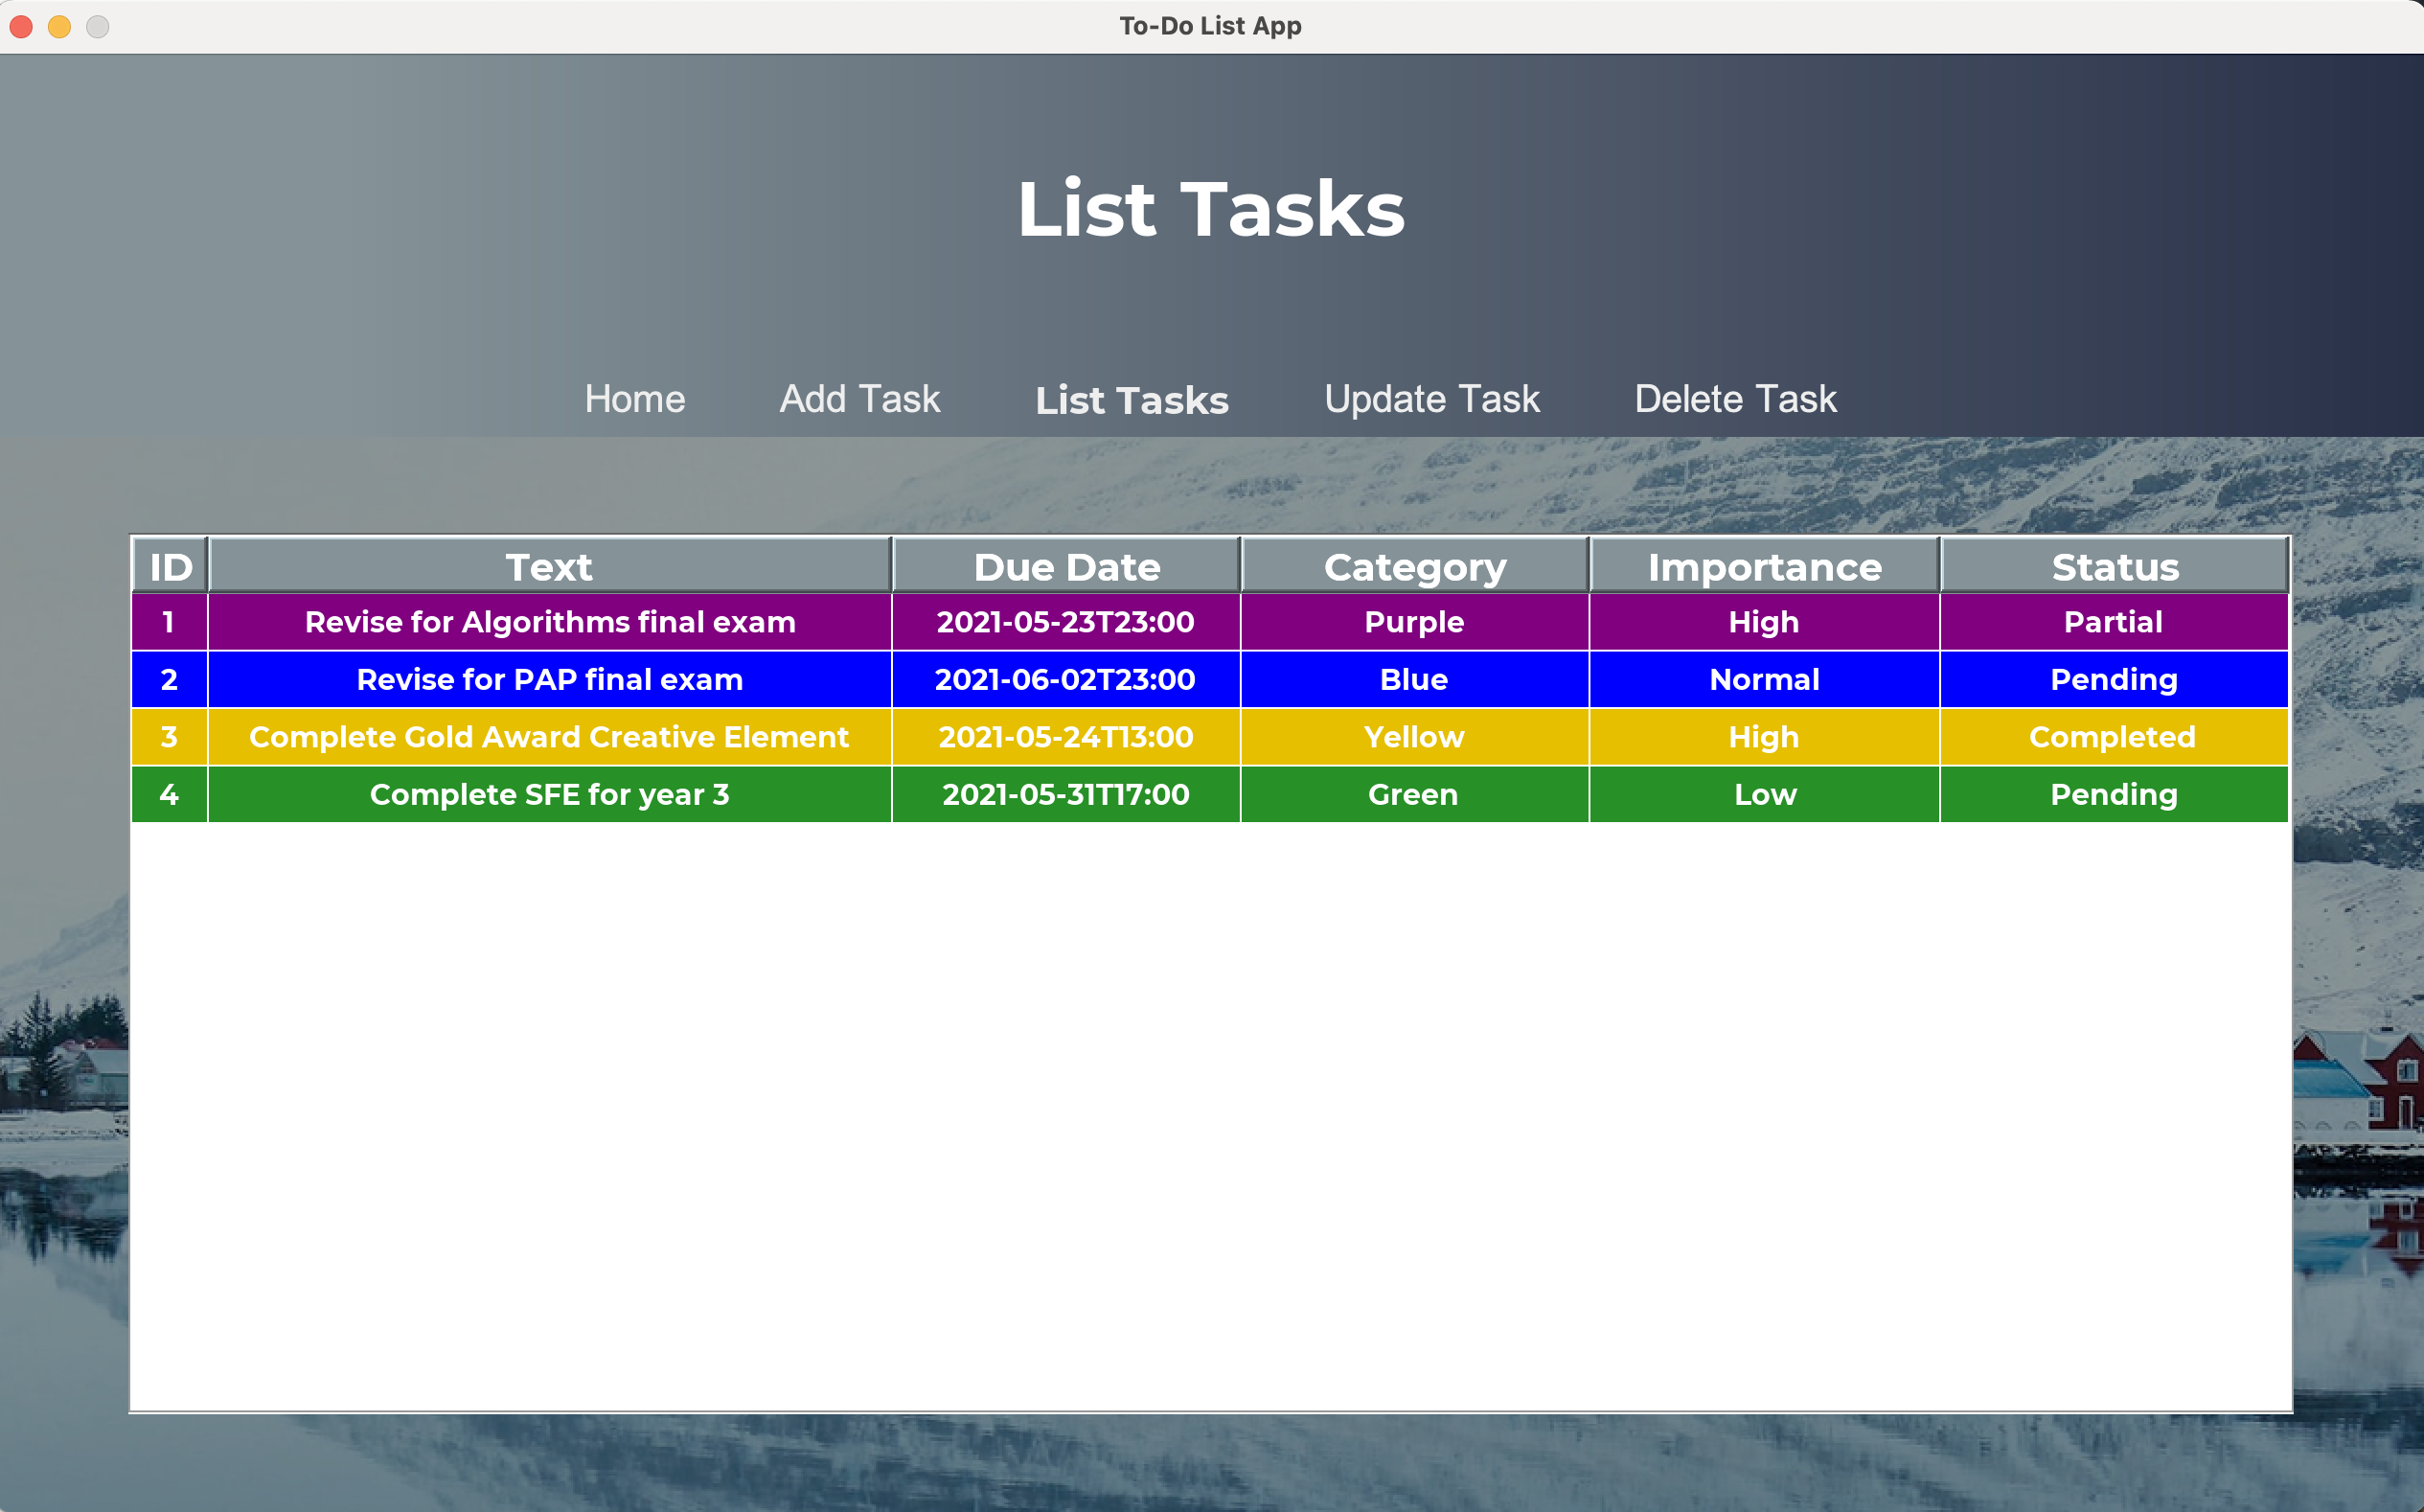 To-Do List App
List Tasks
Home Add Task List Tasks Update Task Delete Task
ID Text Due Date Category Importance Status
1 Revise for Algorithms final exam 2021-05-23T23:00 Purple High Partial
2 Revise for PAP final exam 2021-06-02T23:00 Blue Normal Pending
3 Complete Gold Award Creative Element 2021-05-24T13:00 Yellow High Completed
4 Complete SFE for year 3 2021-05-31T17:00 Green Low Pending